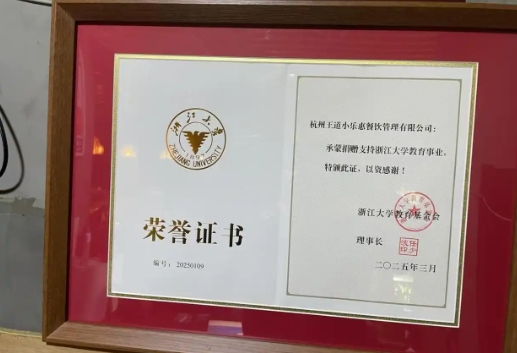 浙江大学
1897
ZHEJIANG UNIVERSITY
荣誉证书
编号：20250109
杭州王道小乐惠餐饮管理有限公司：
承蒙捐赠支持浙江大学教育事业，
特颁此证，以资感谢！
浙江大学教育基金会
理事长
二〇二五年三月